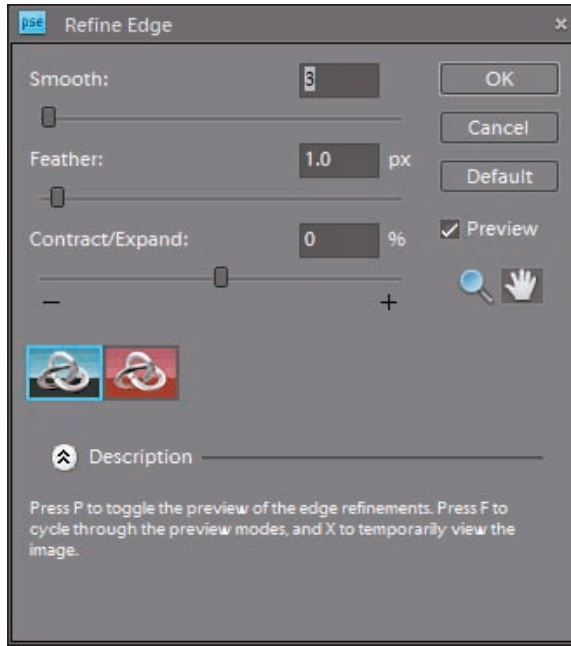 pse Refine Edge ×
Smooth: 3 OK
Cancel
Feather: 1.0 px
Default
Contract/Expand: 0 % Preview
− +
Description
Press P to toggle the preview of the edge refinements. Press F to
cycle through the preview modes, and X to temporarily view the
image.